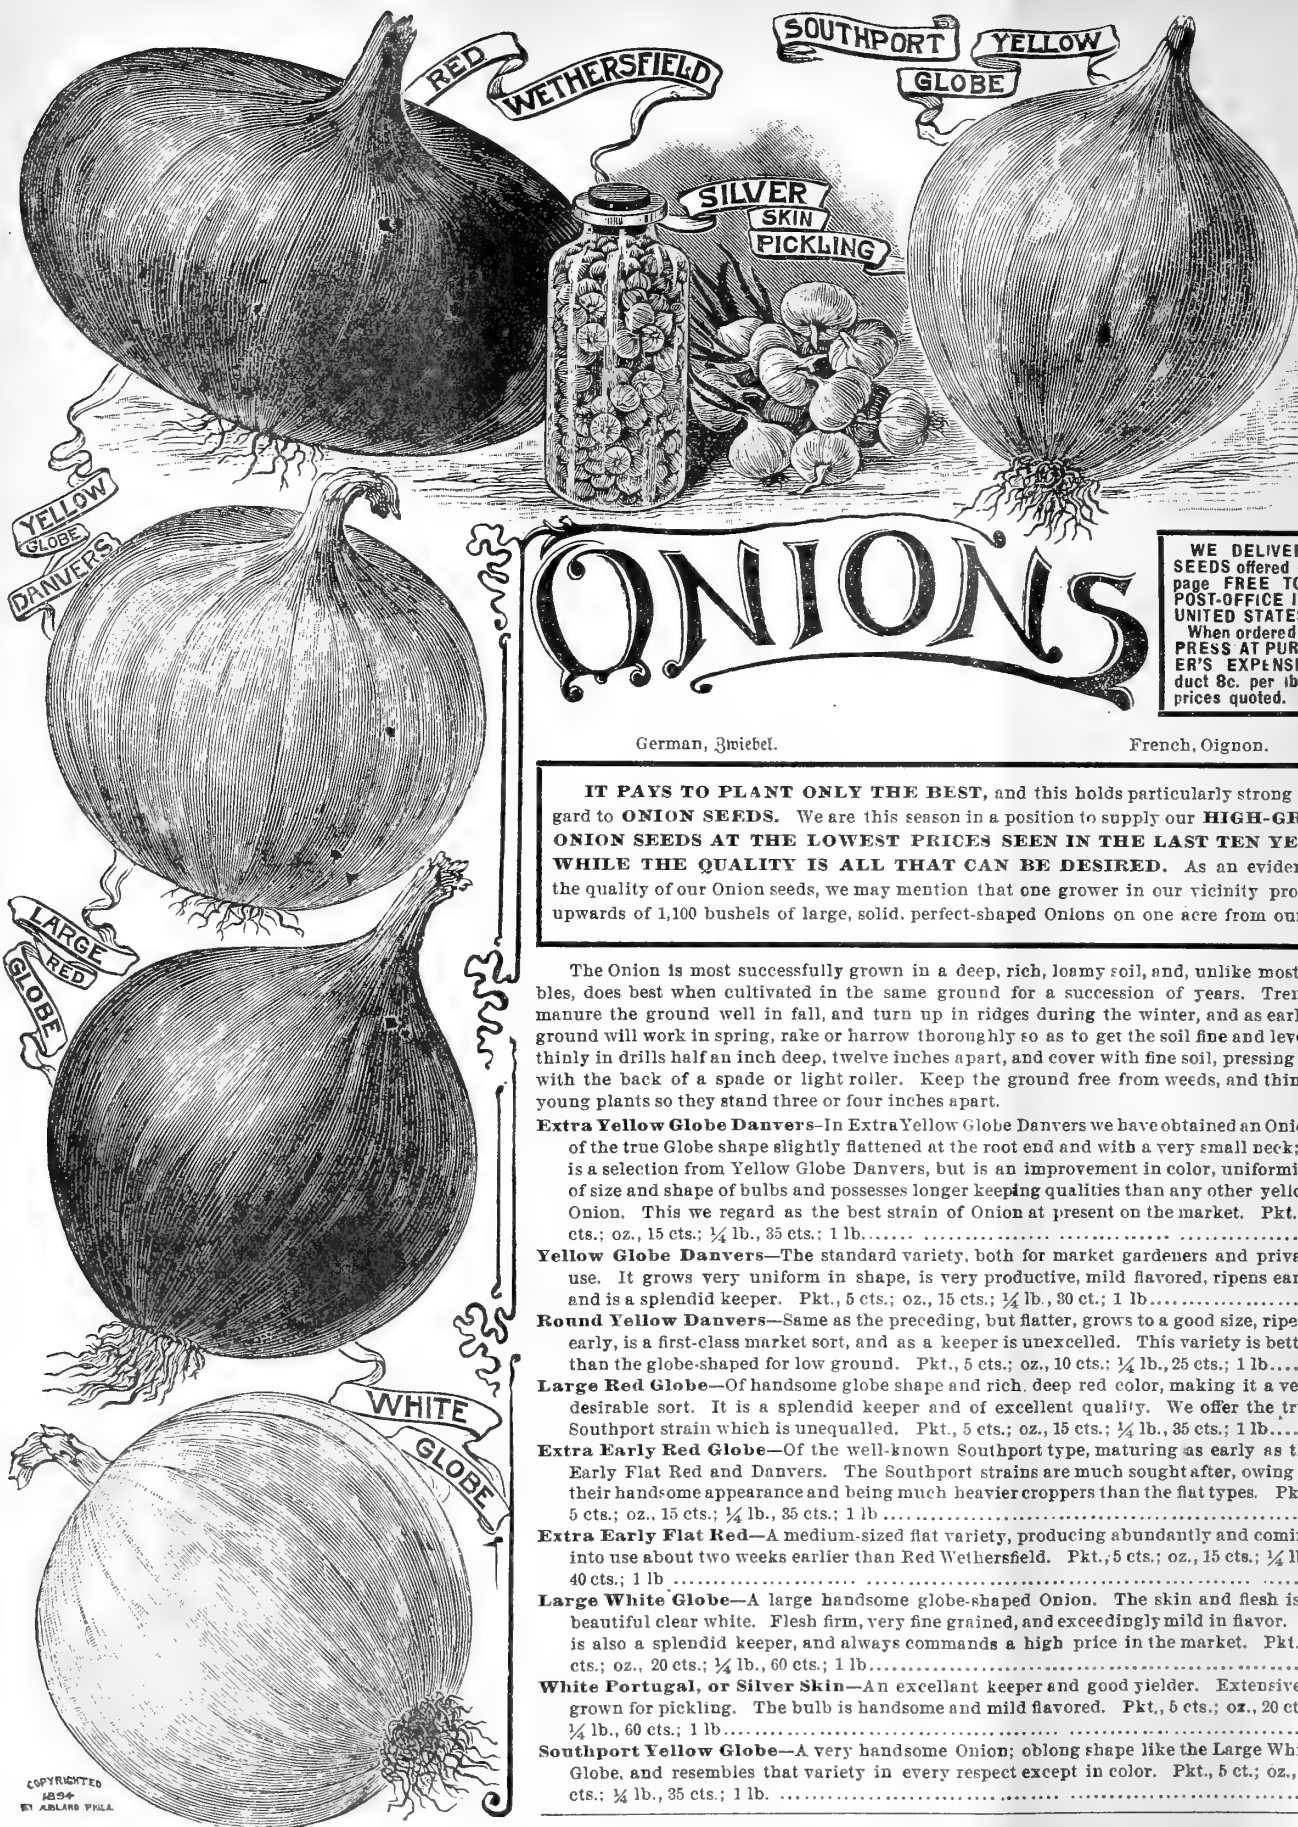 RED WETHERSFIELD
SOUTHPORT YELLOW
GLOBE
SILVER
SKIN
PICKLING
YELLOW
GLOBE
DANVERS
LARGE
RED
GLOBE
WHITE
GLOBE
COPYRIGHTED
1894
BY A.BLANC PHILA.
ONIONS
WE DELIVER
SEEDS offered
page FREE TO
POST-OFFICE I
UNITED STATES
When ordered
PRESS AT PUR
ER'S EXPENSE
duct 8c. per lb
prices quoted.
German, Zwiebel. French, Oignon.
IT PAYS TO PLANT ONLY THE BEST, and this holds particularly strong
gard to ONION SEEDS. We are this season in a position to supply our HIGH-GR
ONION SEEDS AT THE LOWEST PRICES SEEN IN THE LAST TEN YE
WHILE THE QUALITY IS ALL THAT CAN BE DESIRED. As an eviden
the quality of our Onion seeds, we may mention that one grower in our vicinity pro
upwards of 1,100 bushels of large, solid, perfect-shaped Onions on one acre from our
The Onion is most successfully grown in a deep, rich, loamy soil, and, unlike most
bles, does best when cultivated in the same ground for a succession of years. Tren
manure the ground well in fall, and turn up in ridges during the winter, and as earl
ground will work in spring, rake or harrow thoroughly so as to get the soil fine and leve
thinly in drills half an inch deep, twelve inches apart, and cover with fine soil, pressing
with the back of a spade or light roller. Keep the ground free from weeds, and thin
young plants so they stand three or four inches apart.
Extra Yellow Globe Danvers—In Extra Yellow Globe Danvers we have obtained an Onio
of the true Globe shape slightly flattened at the root end and with a very small neck;
is a selection from Yellow Globe Danvers, but is an improvement in color, uniformi
of size and shape of bulbs and possesses longer keeping qualities than any other yello
Onion. This we regard as the best strain of Onion at present on the market. Pkt.
cts.; oz., 15 cts.; ¼ lb., 35 cts.; 1 lb.....
Yellow Globe Danvers—The standard variety, both for market gardeners and priva
use. It grows very uniform in shape, is very productive, mild flavored, ripens ear
and is a splendid keeper. Pkt., 5 cts.; oz., 15 cts.; ¼ lb., 30 ct.; 1 lb.....
Round Yellow Danvers—Same as the preceding, but flatter, grows to a good size, ripe
early, is a first-class market sort, and as a keeper is unexcelled. This variety is bett
than the globe-shaped for low ground. Pkt., 5 cts.; oz., 10 cts.; ¼ lb., 25 cts.; 1 lb....
Large Red Globe—Of handsome globe shape and rich, deep red color, making it a ve
desirable sort. It is a splendid keeper and of excellent quality. We offer the tr
Southport strain which is unequalled. Pkt., 5 cts.; oz., 15 cts.; ¼ lb., 35 cts.; 1 lb....
Extra Early Red Globe—Of the well-known Southport type, maturing as early as t
Early Flat Red and Danvers. The Southport strains are much sought after, owing
their handsome appearance and being much heavier croppers than the flat types. Pk
5 cts.; oz., 15 cts.; ¼ lb., 35 cts.; 1 lb.....
Extra Early Flat Red—A medium-sized flat variety, producing abundantly and comi
into use about two weeks earlier than Red Wethersfield. Pkt., 5 cts.; oz., 15 cts.; ¼ l
40 cts.; 1 lb.....
Large White Globe—A large handsome globe-shaped Onion. The skin and flesh is
beautiful clear white. Flesh firm, very fine grained, and exceedingly mild in flavor.
is also a splendid keeper, and always commands a high price in the market. Pkt.
cts.; oz., 20 cts.; ¼ lb., 60 cts.; 1 lb.....
White Portugal, or Silver Skin—An excellant keeper and good yielder. Extensive
grown for pickling. The bulb is handsome and mild flavored. Pkt., 5 cts.; oz., 20 ct
¼ lb., 60 cts.; 1 lb.....
Southport Yellow Globe—A very handsome Onion; oblong shape like the Large Whi
Globe, and resembles that variety in every respect except in color. Pkt., 5 ct.; oz.,
cts.; ¼ lb., 35 cts.; 1 lb. .....